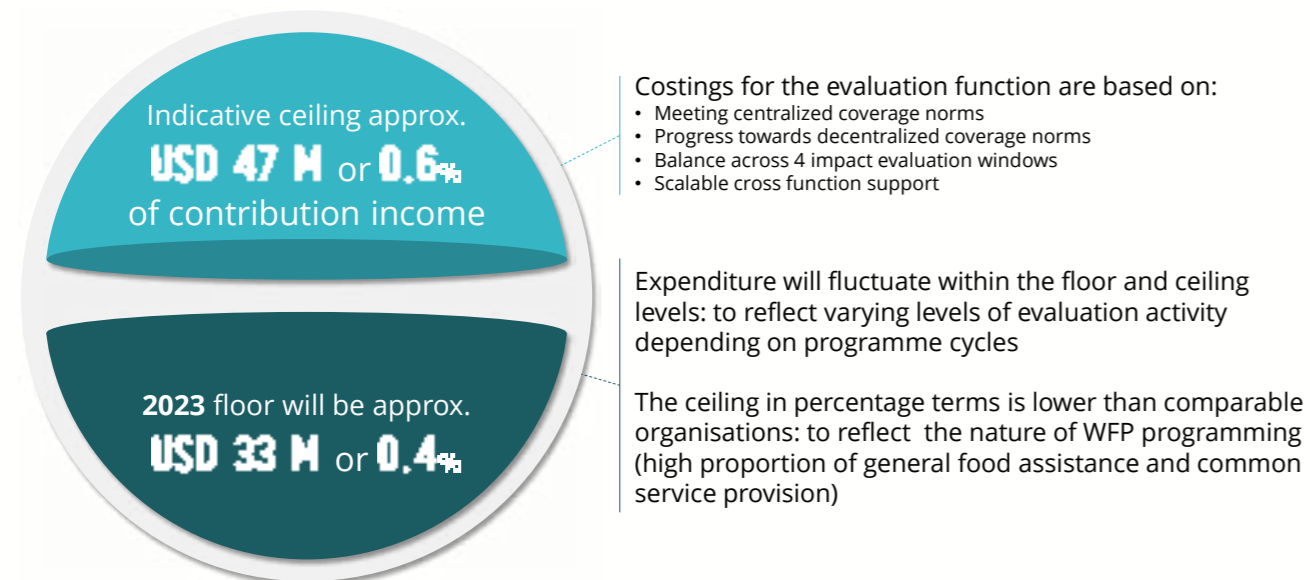 Indicative ceiling approx.
USD 47 M or 0.6%
of contribution income
2023 floor will be approx.
USD 33 M or 0.4%
Costings for the evaluation function are based on:
• Meeting centralized coverage norms
• Progress towards decentralized coverage norms
• Balance across 4 impact evaluation windows
• Scalable cross function support
Expenditure will fluctuate within the floor and ceiling
levels: to reflect varying levels of evaluation activity
depending on programme cycles
The ceiling in percentage terms is lower than comparable
organisations: to reflect the nature of WFP programming
(high proportion of general food assistance and common
service provision)